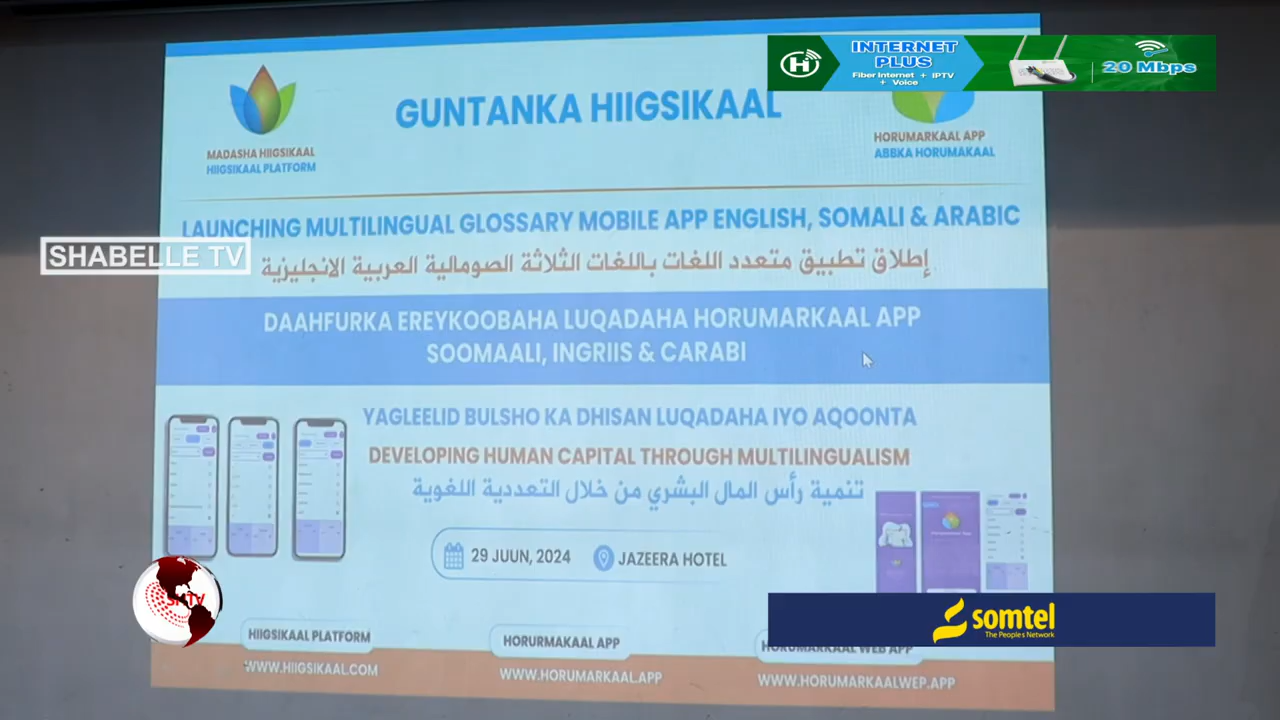 INTERNET
PLUS
Fiber Internet + IPTV
+ Voice
20 Mbps
GUNTANKA HIIGSIKAAL
MADASHA HIIGSIKAAL
HIIGSIKAAL PLATFORM
HORUMARKAAL APP
ABBKA HORUMAKAAL
LAUNCHING MULTILINGUAL GLOSSARY MOBILE APP ENGLISH, SOMALI & ARABIC
SHABELLE TV
إطلاق تطبيق متعدد اللغات باللغات الثلاثة الصومالية العربية الانجليزية
DAAHFURKA EREYKOOBAHA LUQADAHA HORUMARKAAL APP
SOOMAALI, INGRIIS & CARABI
YAGLEELID BULSHO KA DHISAN LUQADAHA IYO AQOONTA
DEVELOPING HUMAN CAPITAL THROUGH MULTILINGUALISM
تنمية رأس المال البشري من خلال التعددية اللغوية
29 JUUN, 2024
JAZEERA HOTEL
SMTV
somtel
The Peoples Network
HIIGSIKAAL PLATFORM
HORURMAKAAL APP
HORUMARKAAL WEB APP
WWW.HIIGSIKAAL.COM
WWW.HORUMARKAAL.APP
WWW.HORUMARKAALWEP.APP